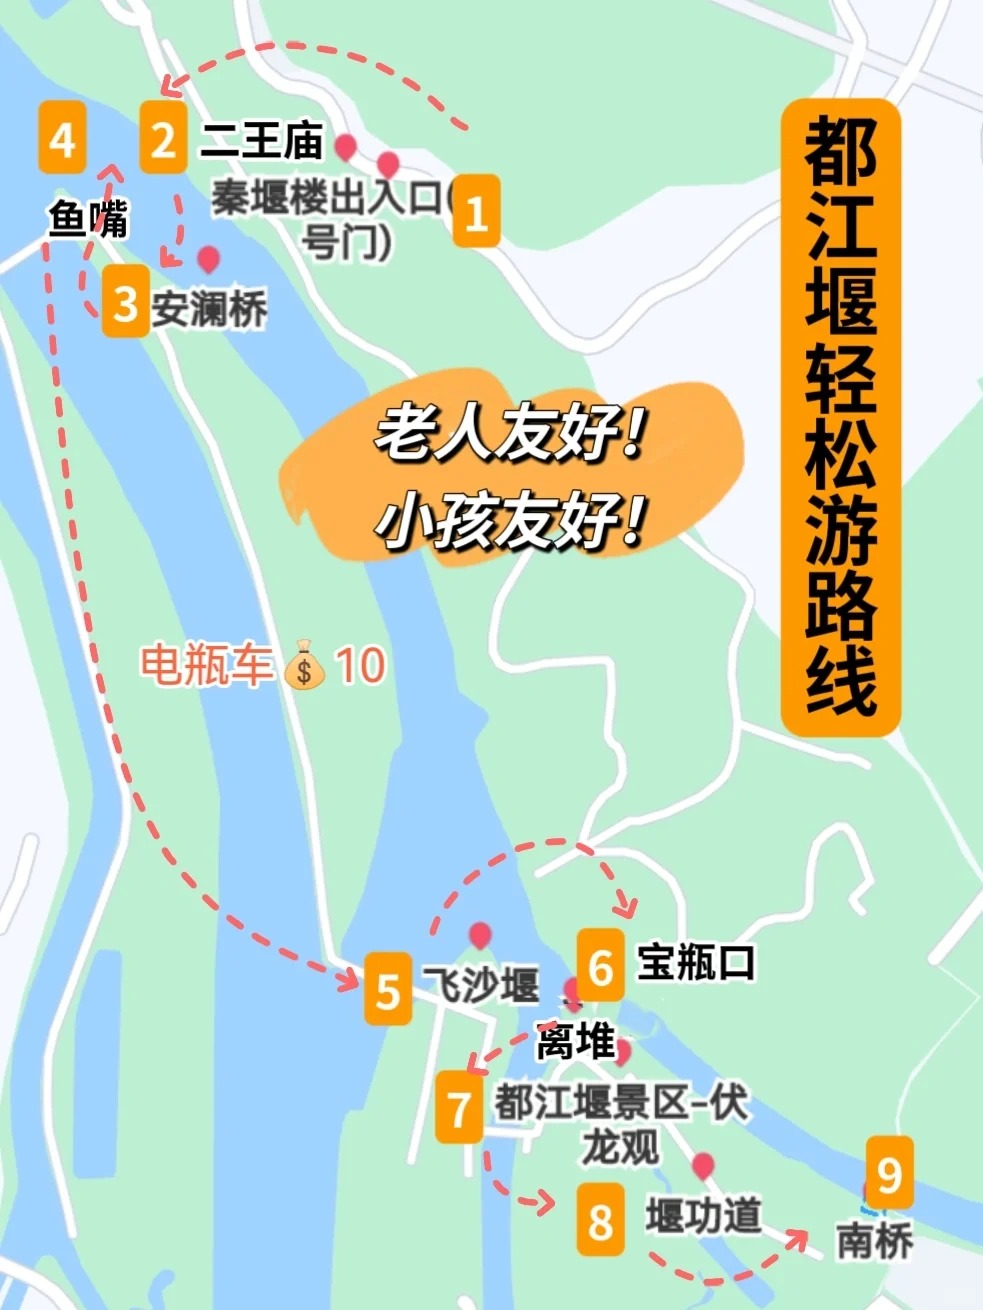 都江堰轻松游路线
4
2
二王庙
秦堰楼出入口(
1
号门)
鱼嘴
3
安澜桥
老人友好!
小孩友好!
电瓶车💰10
5
飞沙堰
6
宝瓶口
离堆
7
都江堰景区-伏
龙观
8
堰功道
9
南桥